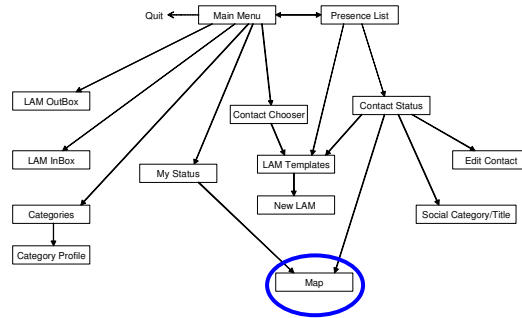 Quit
Main Menu
Presence List
LAM OutBox
Contact Chooser
Contact Status
LAM InBox
My Status
LAM Templates
Edit Contact
New LAM
Categories
Social Category/Title
Category Profile
Map